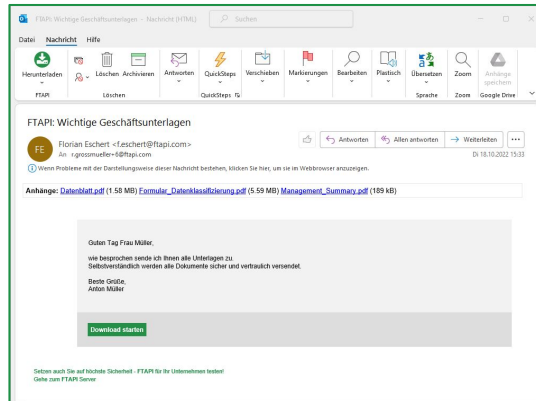 FTAPI: Wichtige Geschäftsunterlagen - Nachricht (HTML)
Suchen
Datei Nachricht Hilfe
Herunterladen
Löschen Archivieren
Antworten
QuickSteps
Verschieben
Markierungen
Bearbeiten
Plastisch
Übersetzen
Zoom
Anhänge speichern
FTAPI
Löschen
QuickSteps
Sprache
Zoom
Google Drive
FTAPI: Wichtige Geschäftsunterlagen
FE
Florian Eschert <f.eschert@ftapi.com>
An r.grossmueller+6@ftapi.com
Antworten
Allen antworten
Weiterleiten
Di 18.10.2022 15:33
Wenn Probleme mit der Darstellungsweise dieser Nachricht bestehen, klicken Sie hier, um sie im Webbrowser anzuzeigen.
Anhänge: Datenblatt.pdf (1.58 MB) Formular_Datenklassifizierung.pdf (5.59 MB) Management_Summary.pdf (189 kB)
Guten Tag Frau Müller,
wie besprochen sende ich Ihnen alle Unterlagen zu.
Selbstverständlich werden alle Dokumente sicher und vertraulich versendet.
Beste Grüße,
Anton Müller
Download starten
Setzen auch Sie auf höchste Sicherheit - FTAPI für Ihr Unternehmen testen!
Gehe zum FTAPI Server